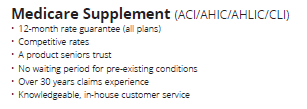 Medicare Supplement (ACI/AHIC/AHLIC/CLI)
• 12-month rate guarantee (all plans)
• Competitive rates
• A product seniors trust
• No waiting period for pre-existing conditions
• Over 30 years claims experience
• Knowledgeable, in-house customer service